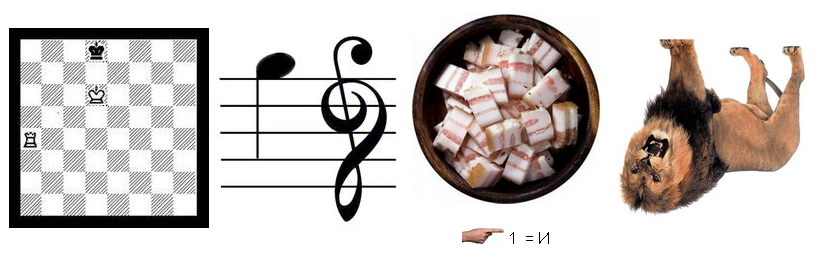 1 = И